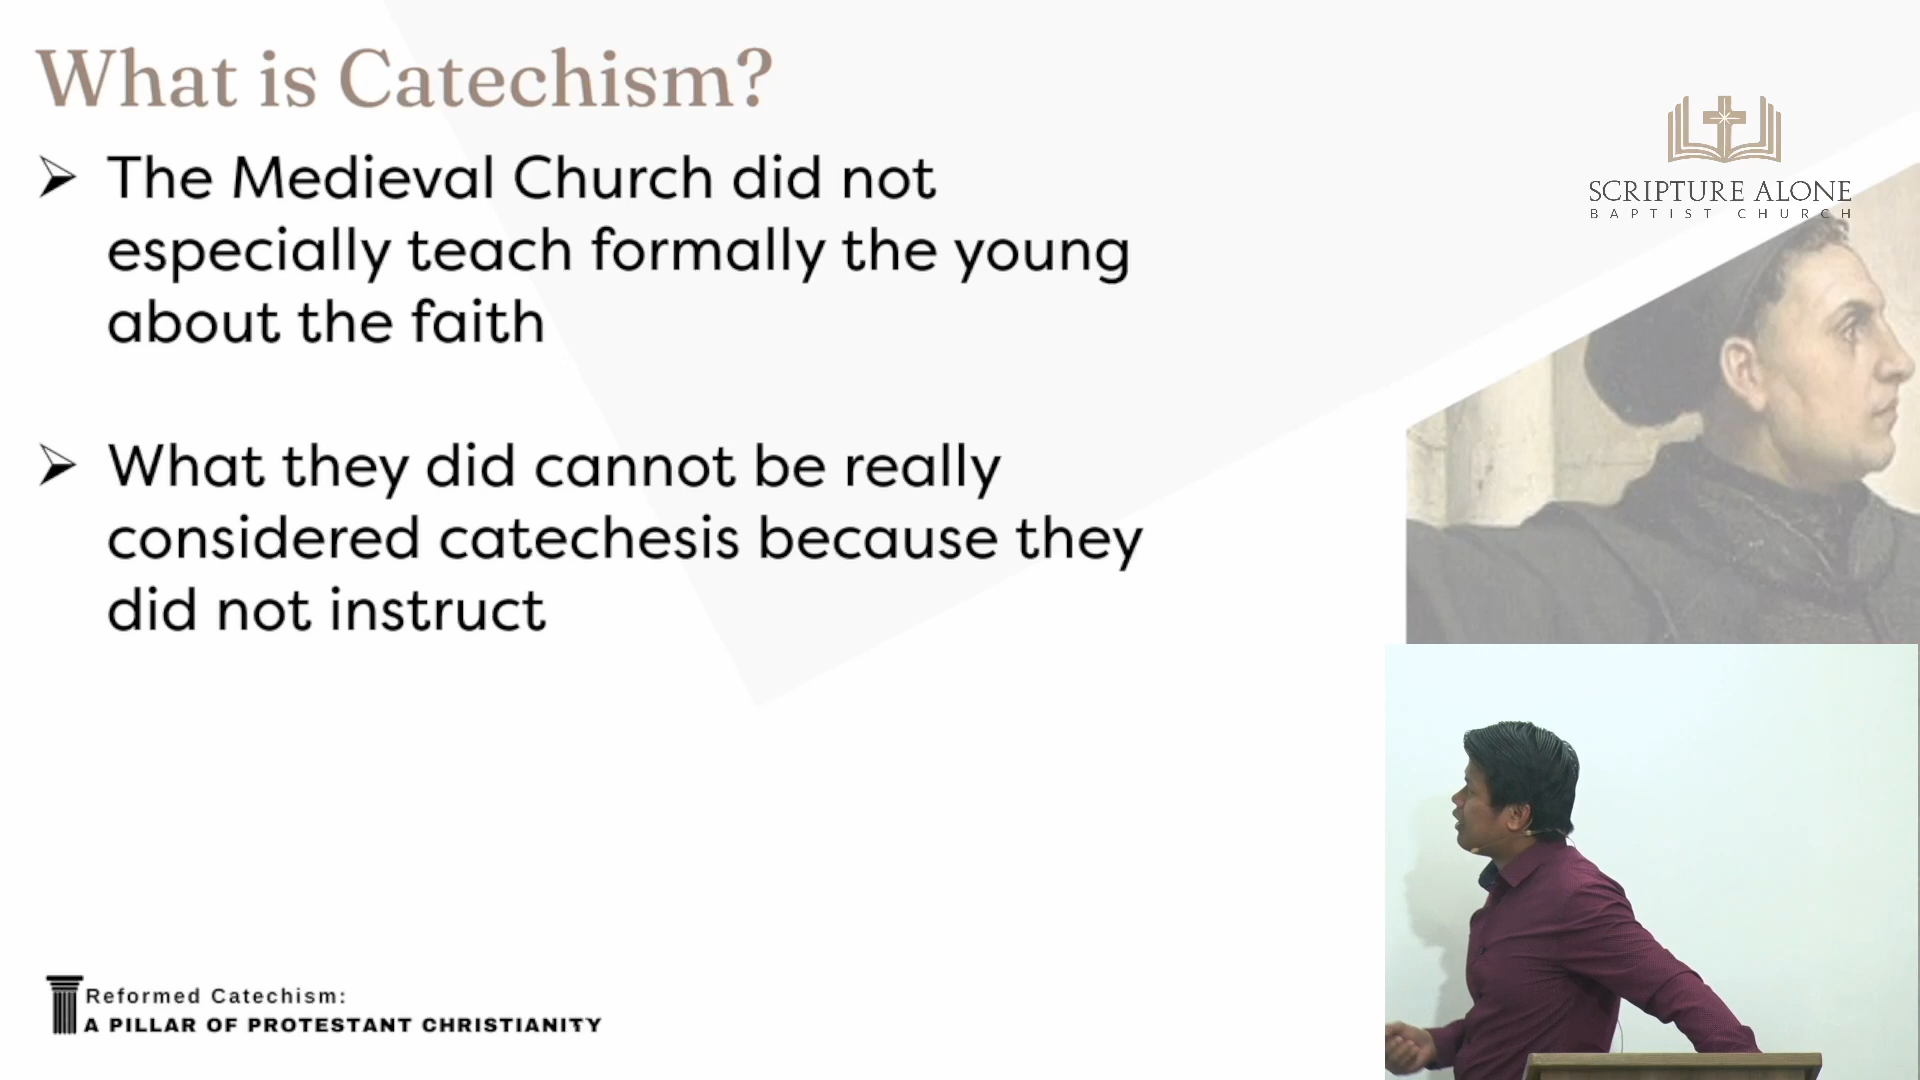 What is Catechism?
The Medieval Church did not
especially teach formally the young
about the faith
What they did cannot be really
considered catechesis because they
did not instruct
SCRIPTURE ALONE
BAPTIST CHURCH
Reformed Catechism:
A PILLAR OF PROTESTANT CHRISTIANITY